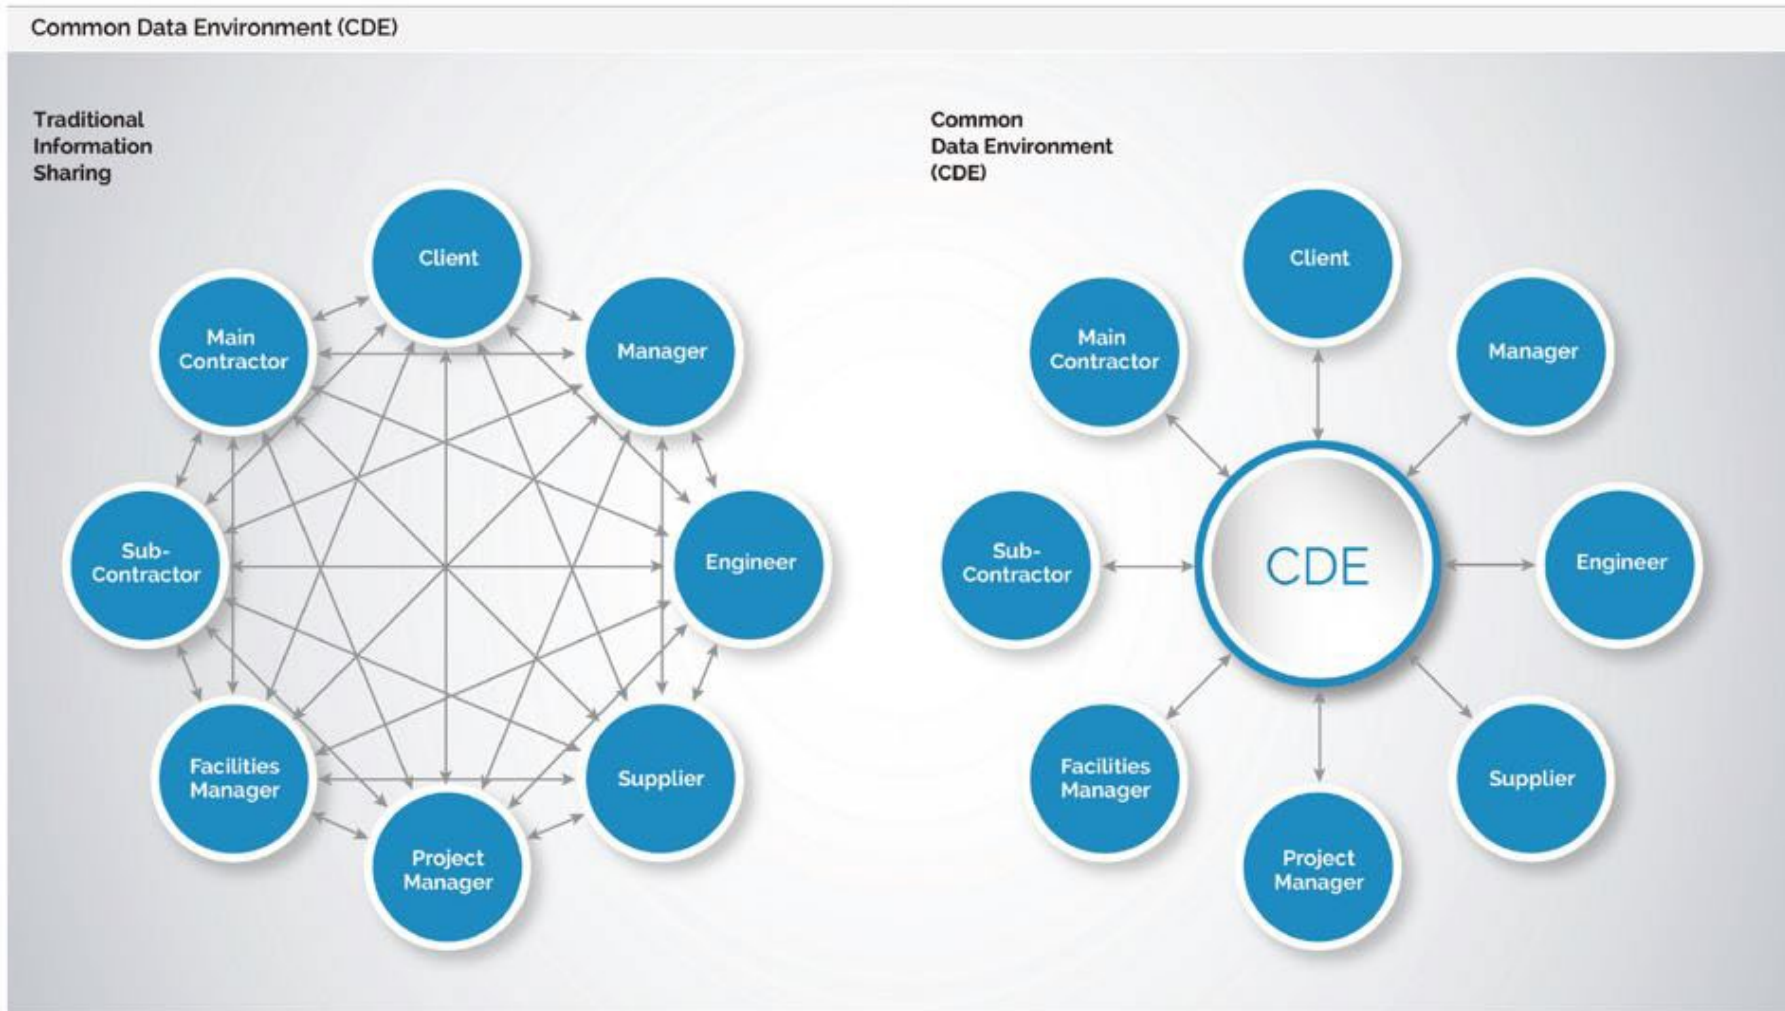 Common Data Environment (CDE)
Traditional
Information
Sharing
Client
Main
Contractor
Manager
Sub-
Contractor
Engineer
Facilities
Manager
Supplier
Project
Manager
Common
Data Environment
(CDE)
Client
Main
Contractor
Manager
Sub-
Contractor
CDE
Engineer
Facilities
Manager
Supplier
Project
Manager